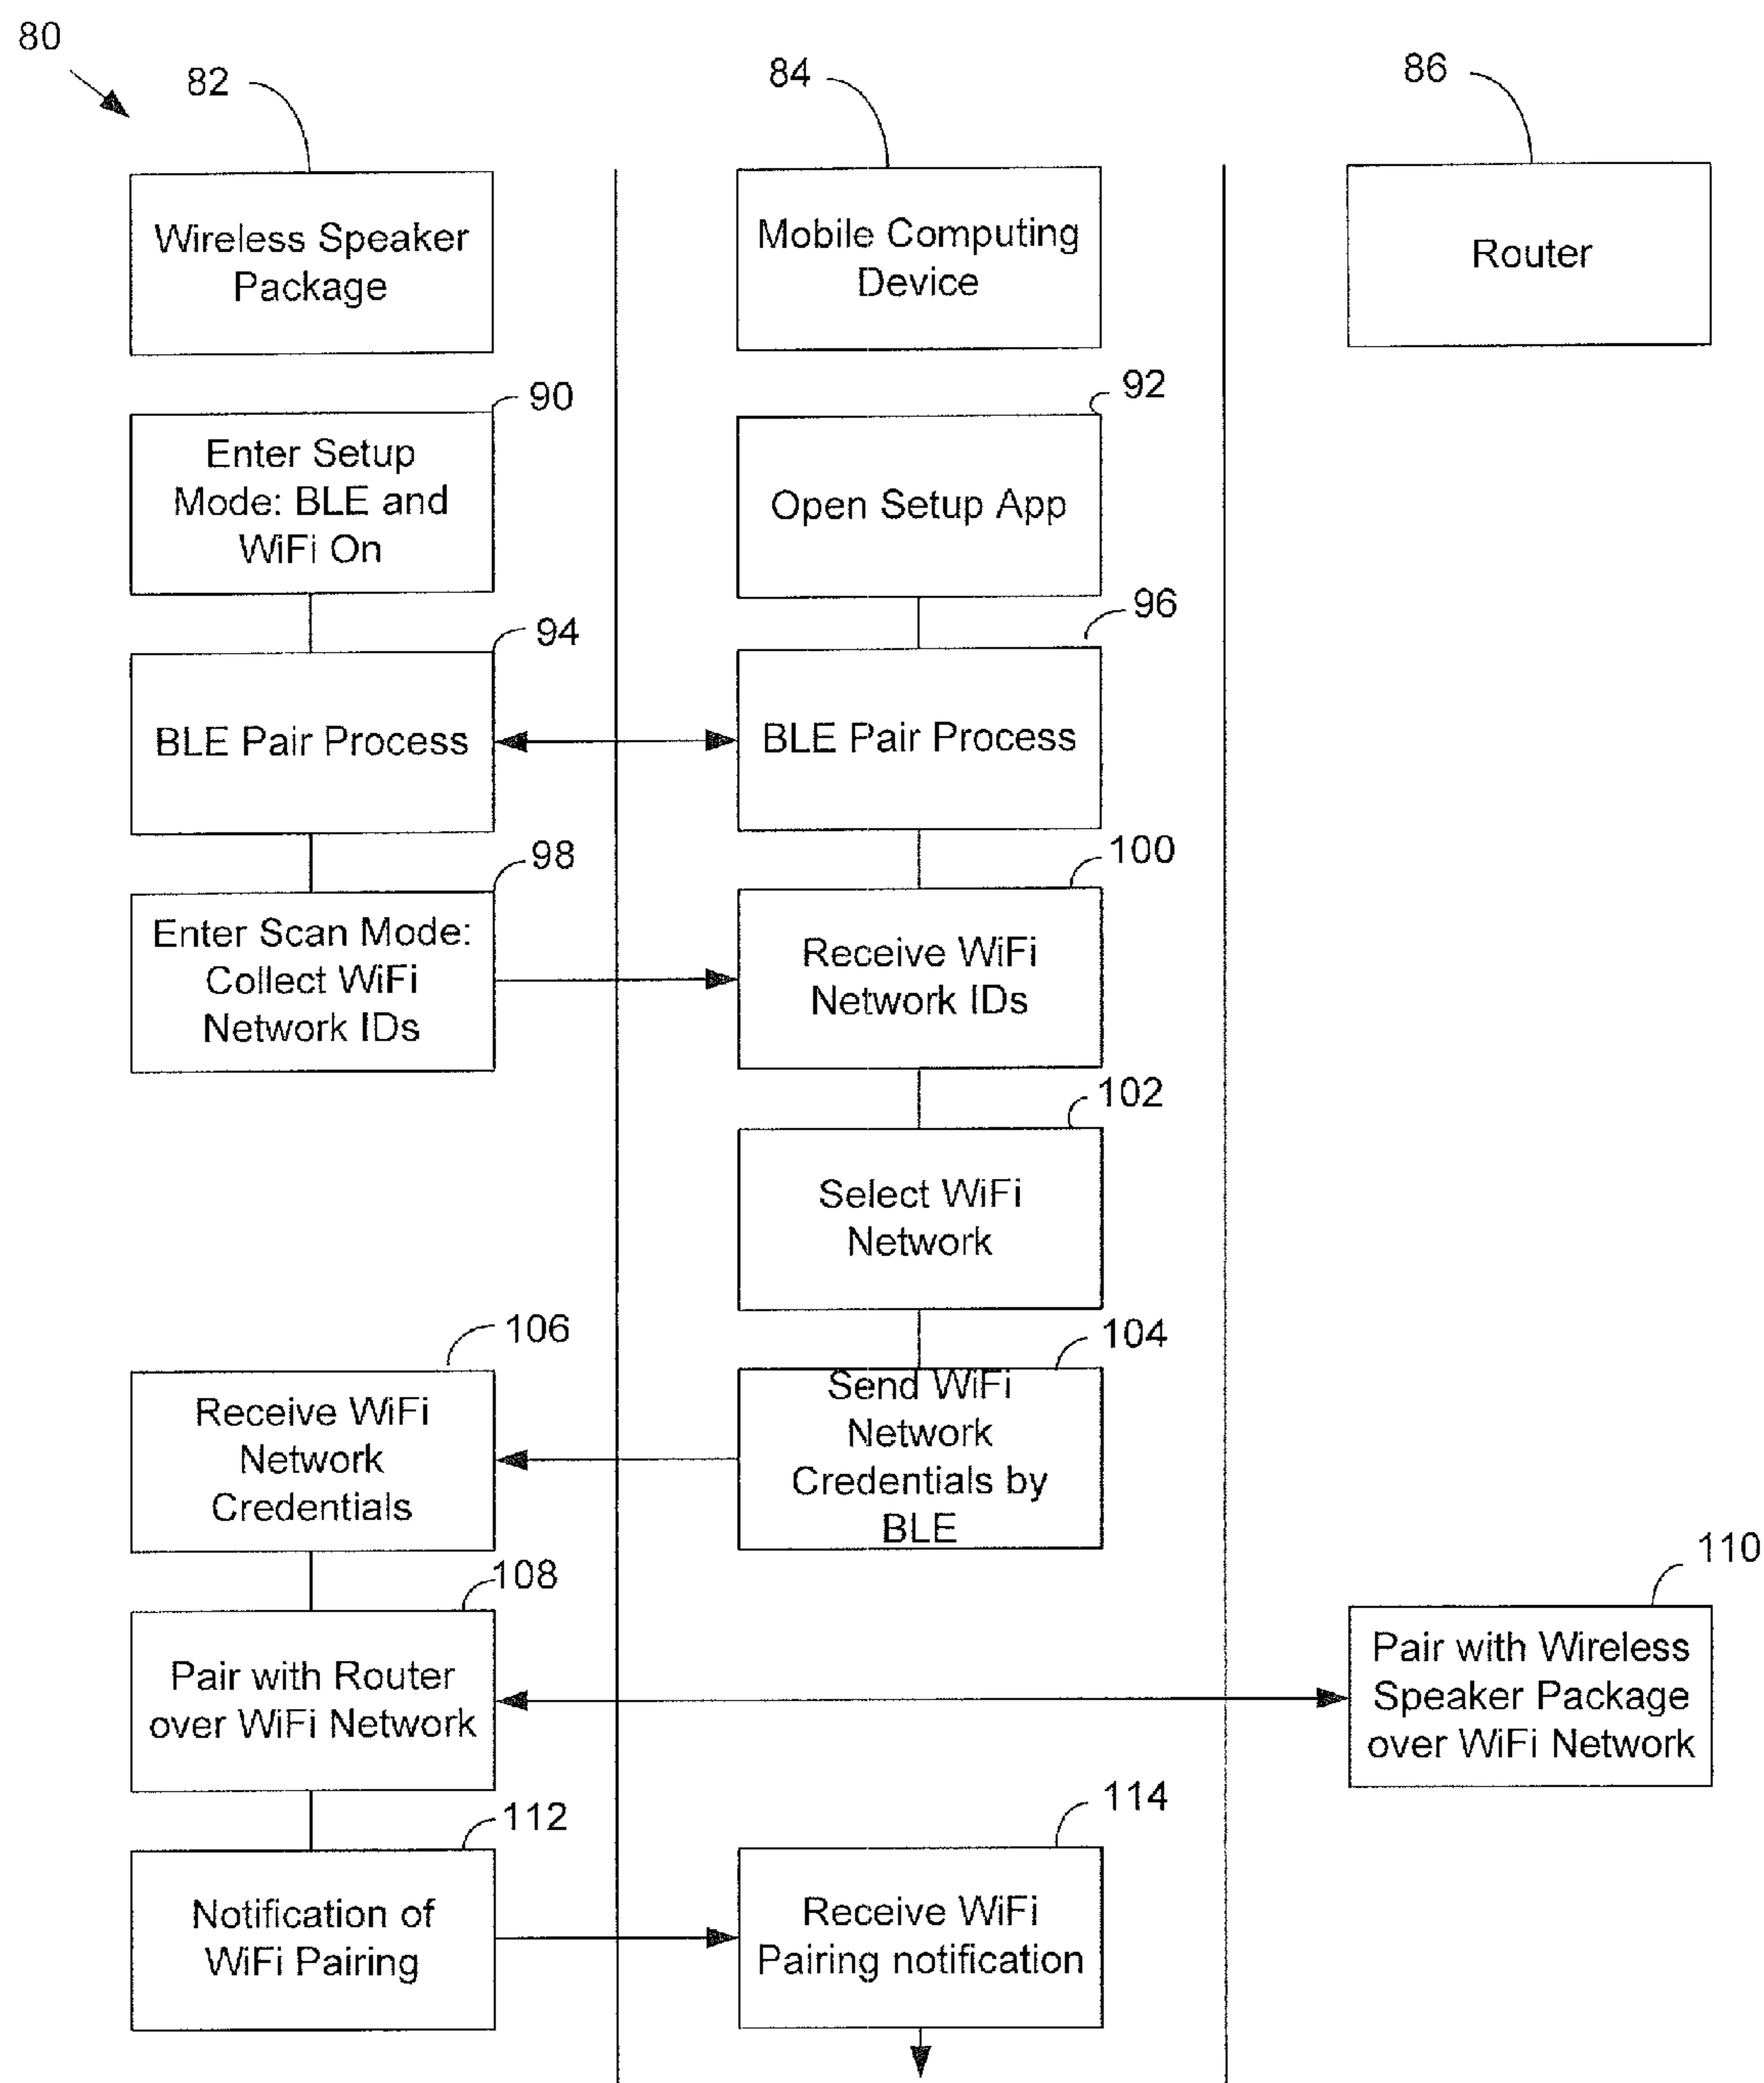 80
82
84
86
Wireless Speaker
Package
Mobile Computing
Device
Router
90
92
Enter Setup
Mode: BLE and
WiFi On
Open Setup App
94
96
BLE Pair Process
BLE Pair Process
98
100
Enter Scan Mode:
Collect WiFi
Network IDs
Receive WiFi
Network IDs
102
Select WiFi
Network
106
104
Receive WiFi
Network
Credentials
Send WiFi
Network
Credentials by
BLE
108
110
Pair with Router
over WiFi Network
Pair with Wireless
Speaker Package
over WiFi Network
112
114
Notification of
WiFi Pairing
Receive WiFi
Pairing notification